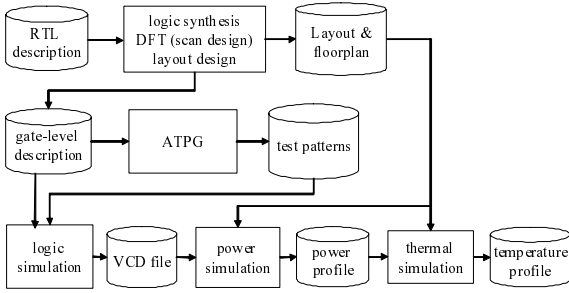 RTL
description
logic synthesis
DFT (scan design)
layout design
Layout &
floorplan
gate-level
description
ATPG
test patterns
logic
simulation
VCD file
power
simulation
power
profile
thermal
simulation
temperature
profile